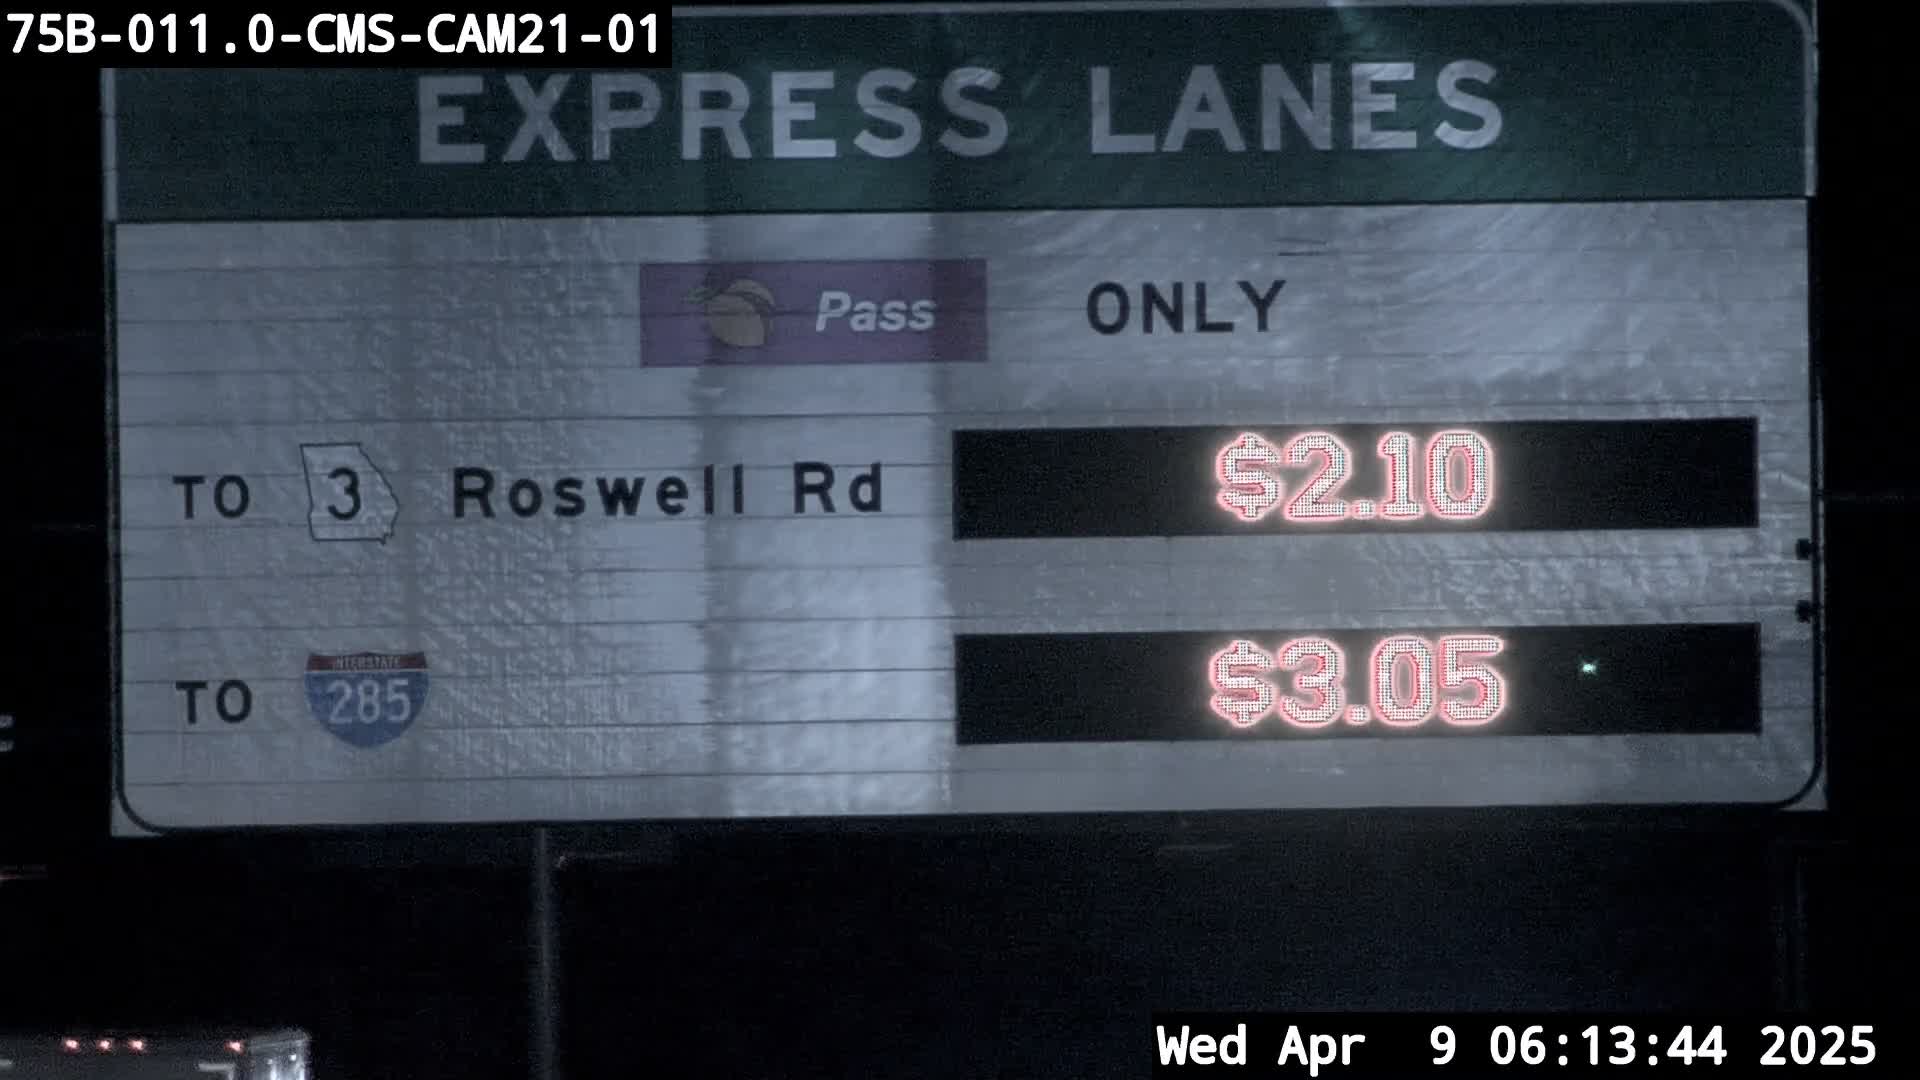 75B-011.0-CMS-CAM21-01
EXPRESS LANES
Pass ONLY
TO 3 Roswell Rd $2.10
TO INTERSTATE 285 $3.05
Wed Apr 9 06:13:44 2025